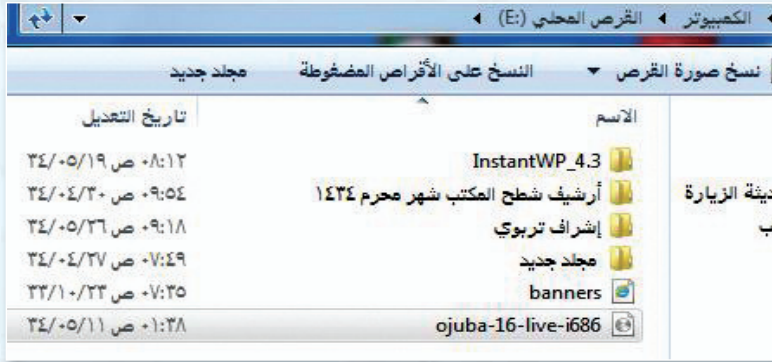 الكمبيوتر ◂ القرص المحلي (E:) ◂
نسخ صورة القرص ▾ النسخ على الأقراص المضغوطة مجلد جديد
الاسم تاريخ التعديل
InstantWP_4.3 ٠٨:١٢ ص ٣٤/٠٥/١٩
أرشيف شطح المكتب شهر محرم ١٤٣٤ ٠٩:٥٤ ص ٣٤/٠٤/٣٠
إشراف تربوي ٠٩:١٨ ص ٣٤/٠٥/٢٦
مجلد جديد ٠٧:٤٩ ص ٣٤/٠٤/٢٧
banners ٠٧:٣٥ ص ٣٣/١٠/٢٣
ojuba-16-live-i686 ٠١:٣٨ ص ٣٤/٠٥/١١
الزيارة